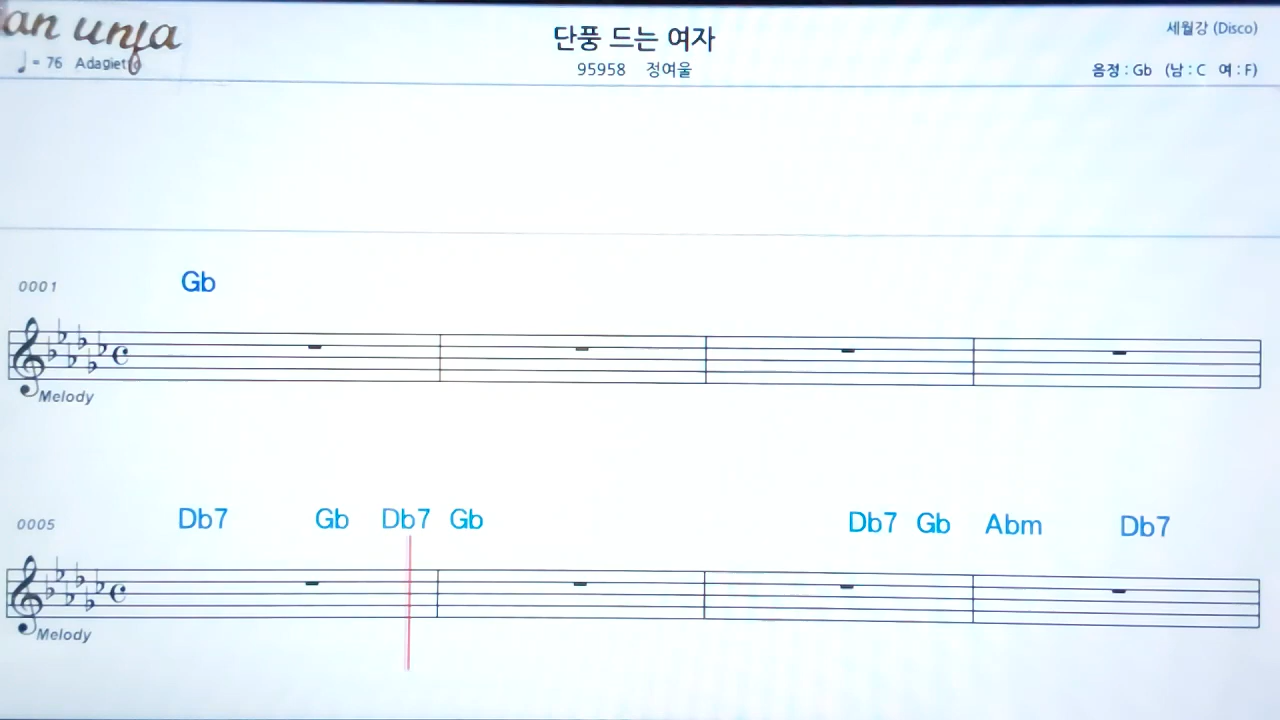 an unja
단풍 드는 여자
세월강 (Disco)
♩ = 76 Adagietto
95958 정여울
음정 : Gb (남 : C 여 : F)
0001 Gb
Melody
0005 Db7 Gb Db7 Gb Db7 Gb Abm Db7
Melody